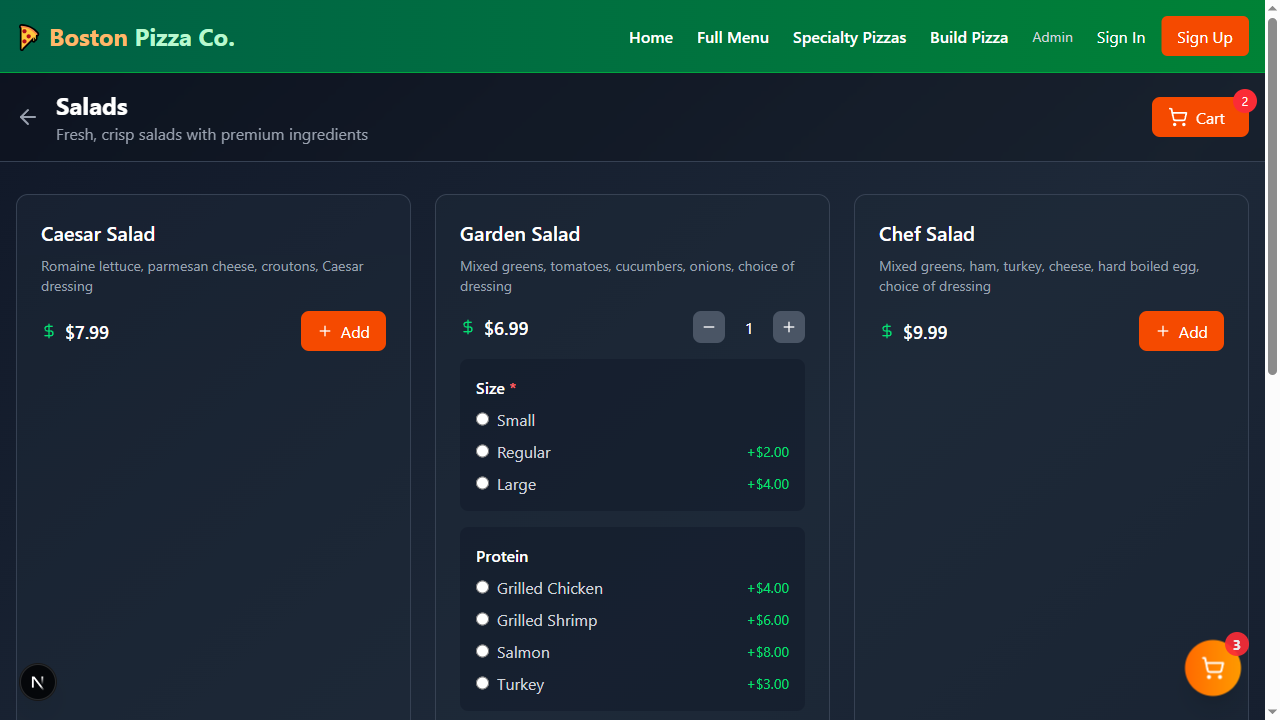 Boston Pizza Co.
Home Full Menu Specialty Pizzas Build Pizza Admin Sign In Sign Up
Salads
Fresh, crisp salads with premium ingredients
Cart 2
Caesar Salad
Romaine lettuce, parmesan cheese, croutons, Caesar
dressing
$ $7.99
+ Add
Garden Salad
Mixed greens, tomatoes, cucumbers, onions, choice of
dressing
$ $6.99
− 1 +
Size *
Small
Regular +$2.00
Large +$4.00
Protein
Grilled Chicken +$4.00
Grilled Shrimp +$6.00
Salmon +$8.00
Turkey +$3.00
Chef Salad
Mixed greens, ham, turkey, cheese, hard boiled egg,
choice of dressing
$ $9.99
+ Add
N
3